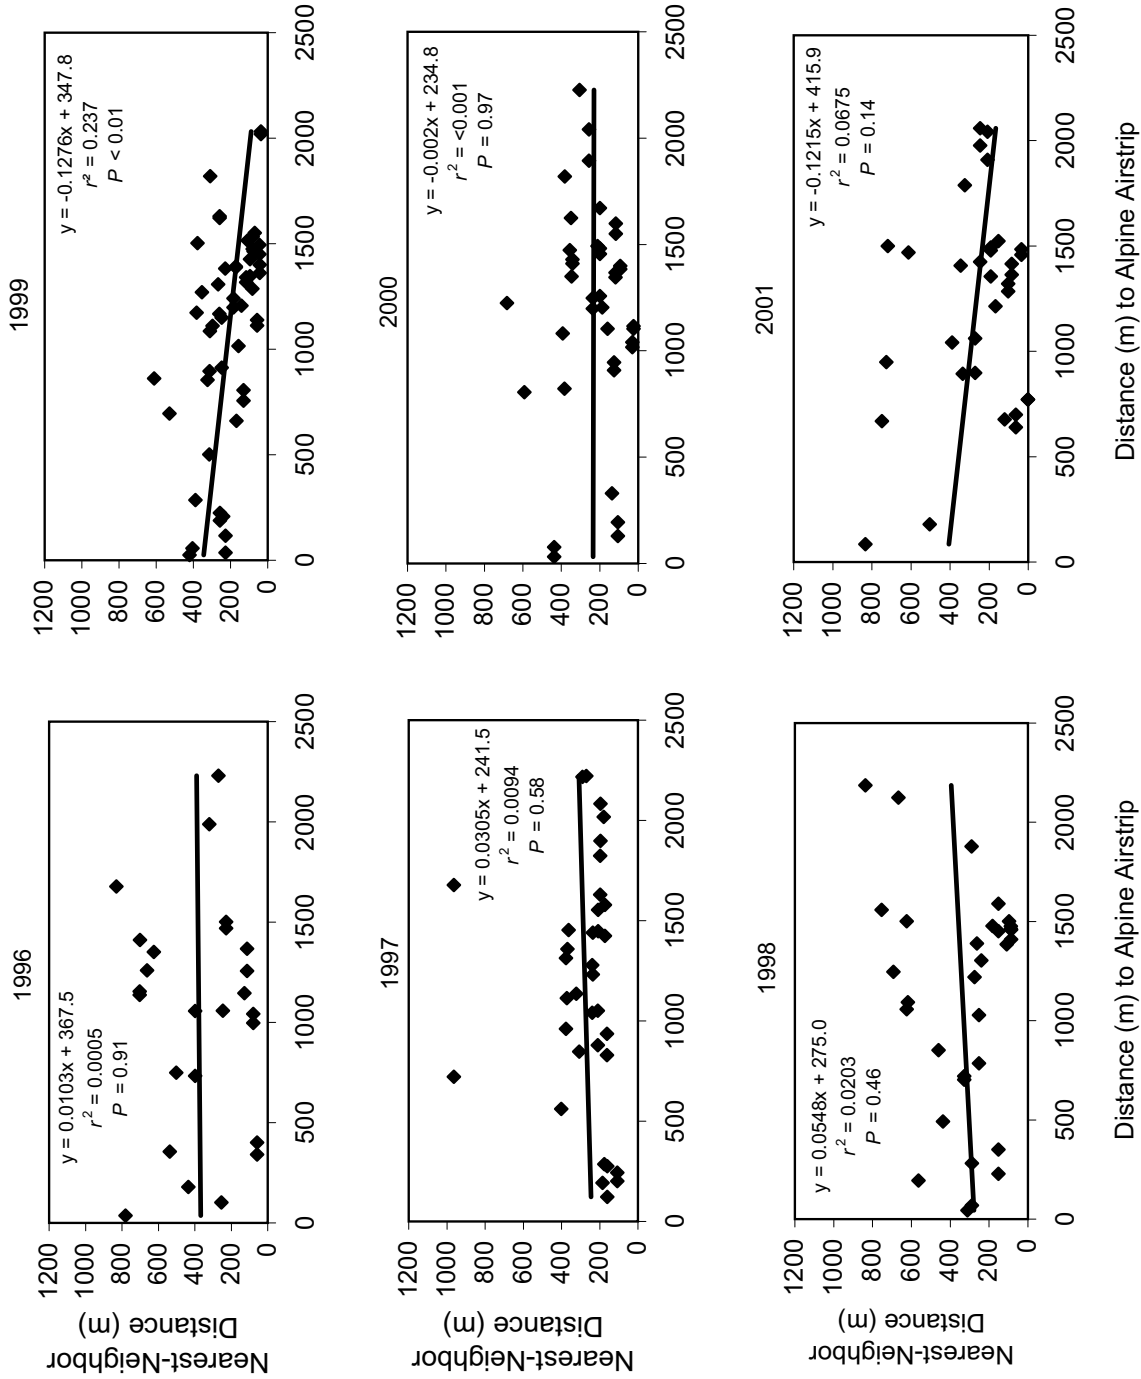 1996
y = 0.0103x + 367.5
r² = 0.0005
P = 0.91
1200
1000
800
600
400
200
0
0 500 1000 1500 2000 2500
Nearest-Neighbor
Distance (m)
1999
y = -0.1276x + 347.8
r² = 0.237
P < 0.01
1200
1000
800
600
400
200
0
0 500 1000 1500 2000 2500
1997
y = 0.0305x + 241.5
r² = 0.0094
P = 0.58
1200
1000
800
600
400
200
0
0 500 1000 1500 2000 2500
Nearest-Neighbor
Distance (m)
2000
y = -0.002x + 234.8
r² = <0.001
P = 0.97
1200
1000
800
600
400
200
0
0 500 1000 1500 2000 2500
1998
y = 0.0548x + 275.0
r² = 0.0203
P = 0.46
1200
1000
800
600
400
200
0
0 500 1000 1500 2000 2500
Nearest-Neighbor
Distance (m)
Distance (m) to Alpine Airstrip
2001
y = -0.1215x + 415.9
r² = 0.0675
P = 0.14
1200
1000
800
600
400
200
0
0 500 1000 1500 2000 2500
Distance (m) to Alpine Airstrip